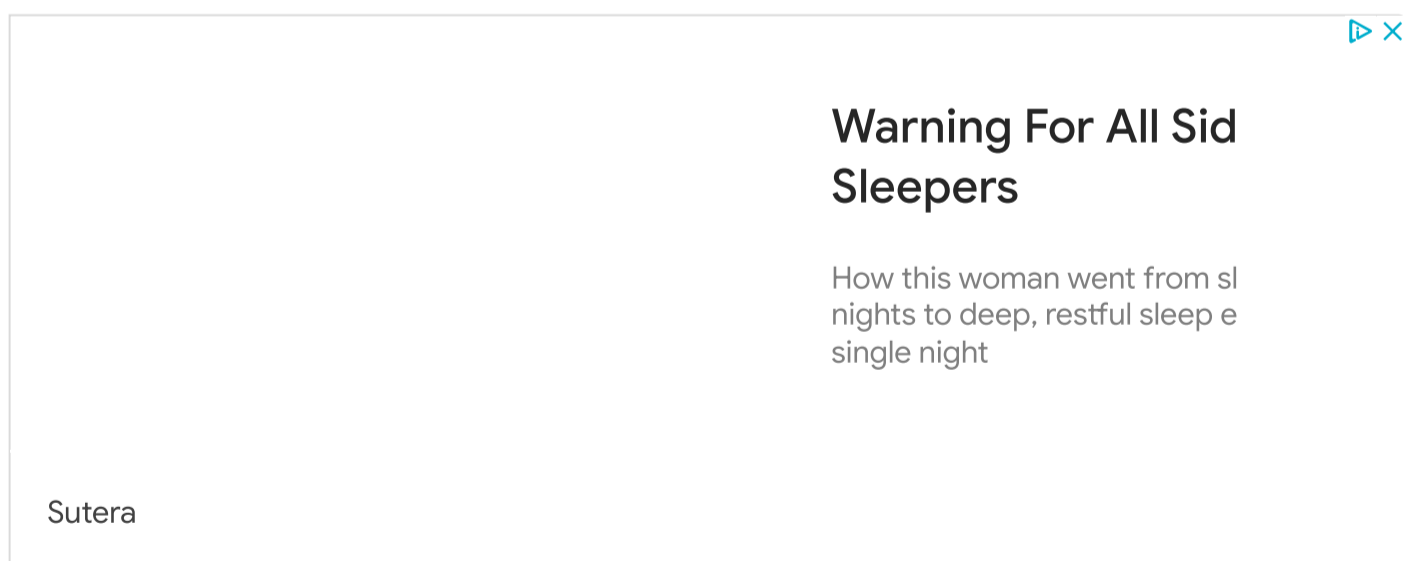 Warning For All Sid
Sleepers
How this woman went from sl
nights to deep, restful sleep e
single night
Sutera